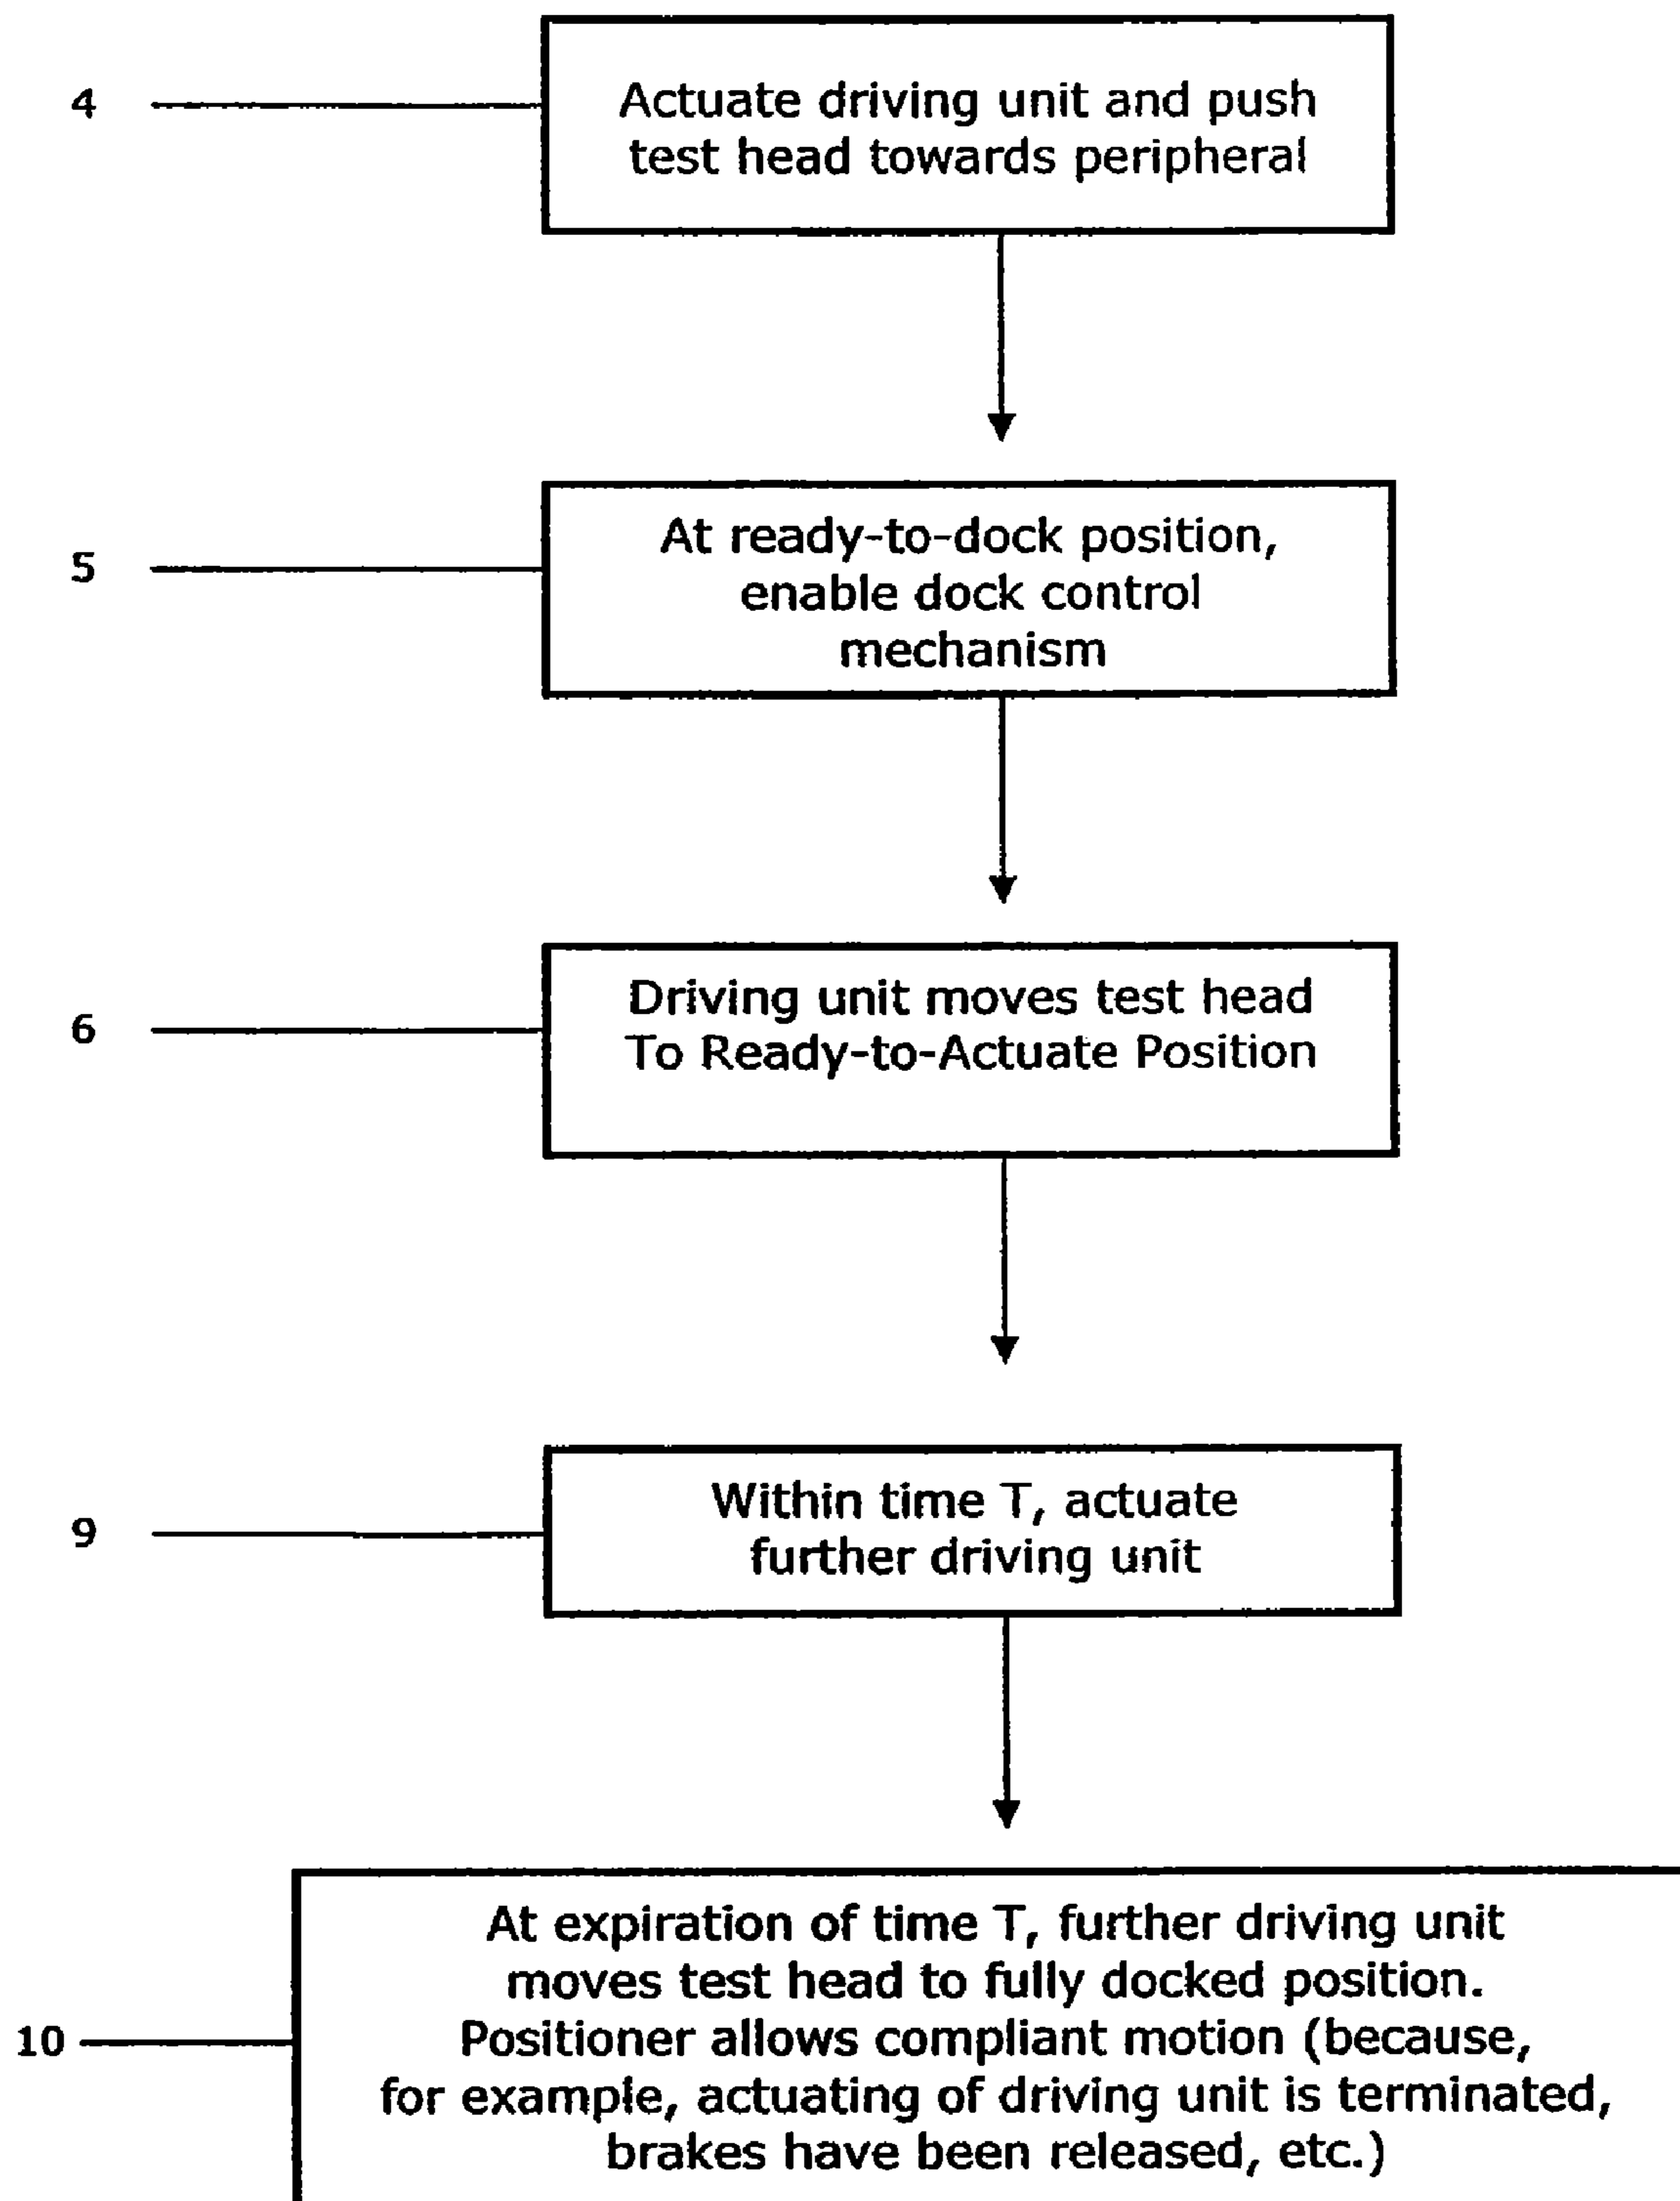 4
Actuate driving unit and push
test head towards peripheral
5
At ready-to-dock position,
enable dock control
mechanism
6
Driving unit moves test head
To Ready-to-Actuate Position
9
Within time T, actuate
further driving unit
10
At expiration of time T, further driving unit
moves test head to fully docked position.
Positioner allows compliant motion (because,
for example, actuating of driving unit is terminated,
brakes have been released, etc.)